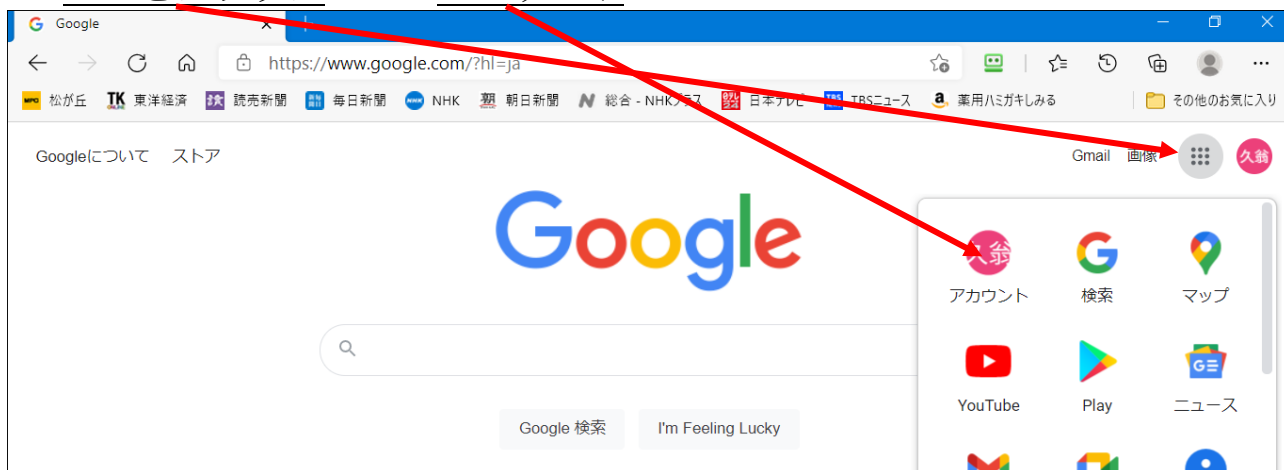 Google
https://www.google.com/?hl=ja
松が丘 TK 東洋経済 読売新聞 毎日新聞 NHK 朝日新聞 総合 - NHKプラス 日本テレビ TBSニュース 薬用ハミガキしみる その他のお気に入り
Googleについて ストア Gmail 画像 久翁
Google
久翁
アカウント 検索 マップ
YouTube Play ニュース
Google 検索 I'm Feeling Lucky